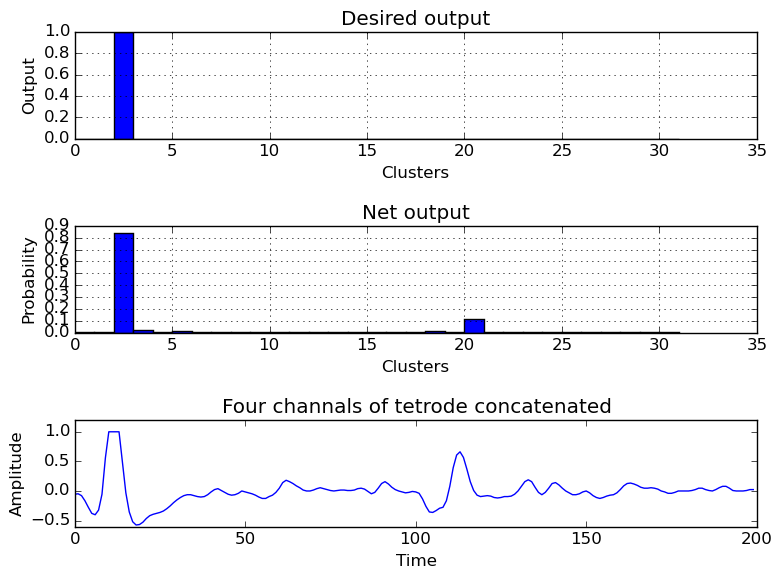 Desired output
1.0
0.8
0.6
0.4
0.2
0.0
Output
0 5 10 15 20 25 30 35
Clusters
Net output
0.9
0.8
0.7
0.6
0.5
0.4
0.3
0.2
0.1
0.0
Probability
0 5 10 15 20 25 30 35
Clusters
Four channals of tetrode concatenated
1.0
0.5
0.0
−0.5
Amplitude
0 50 100 150 200
Time